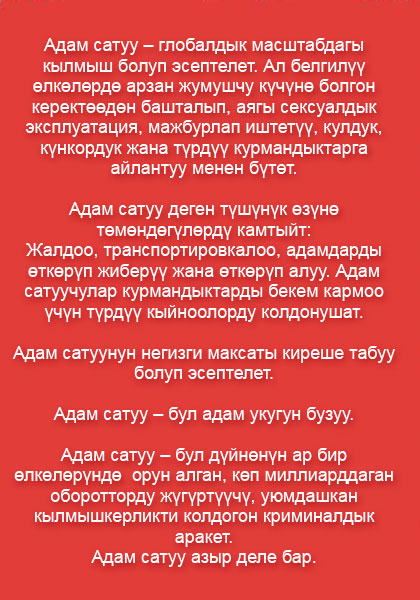 Адам сатуу – глобалдык масштабдагы
кылмыш болуп эсептелет. Ал белгилүү
өлкөлөрдө арзан жумушчу күчүнө болгон
керектөөдөн башталып, аягы сексуалдык
эксплуатация, мажбурлап иштетүү, кулдук,
күнкордук жана түрдүү курмандыктарга
айлантуу менен бүтөт.
Адам сатуу деген түшүнүк өзүнө
төмөндөгүлөрдү камтыйт:
Жалдоо, транспортировкалоо, адамдарды
өткөрүп жиберүү жана өткөрүп алуу. Адам
сатуучулар курмандыктарды бекем кармоо
үчүн түрдүү кыйноолорду колдонушат.
Адам сатуунун негизги максаты киреше табуу
болуп эсептелет.
Адам сатуу – бул адам укугун бузуу.
Адам сатуу – бул дүйнөнүн ар бир
өлкөлөрүндө орун алган, көп миллиарддаган
оборотторду жүгүртүүчү, уюмдашкан
кылмышкерликти колдогон криминалдык
аракет.
Адам сатуу азыр деле бар.